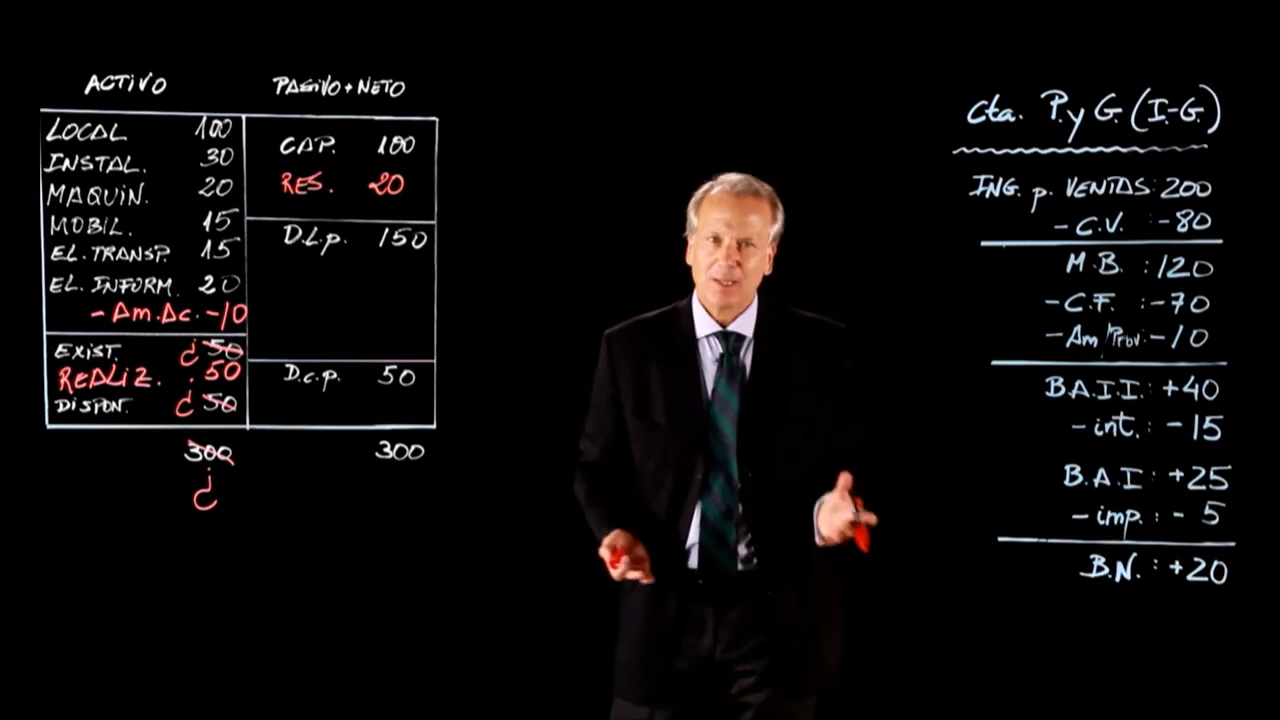 ACTIVO PASIVO+NETO
LOCAL 100
INSTAL. 30
MAQUIN. 20
MOBIL. 15
EL.TRANSP. 15
EL.INFORM. 20
-Am.Ac. -10
EXIST. ¿ 50
REALIZ. 50
DISPON. ¿ 50
300
¿
CAP. 100
RES. 20
D.L.p. 150
D.c.p. 50
300
Cta. P. y G. (I.-G.)
ING. p. VENTAS: 200
- C.V. : -80
M.B. : 120
- C.F. : -70
- Am/Prov: -10
B.A.I.I.: +40
- int.: -15
B.A.I: +25
- imp.: - 5
B.N.: +20